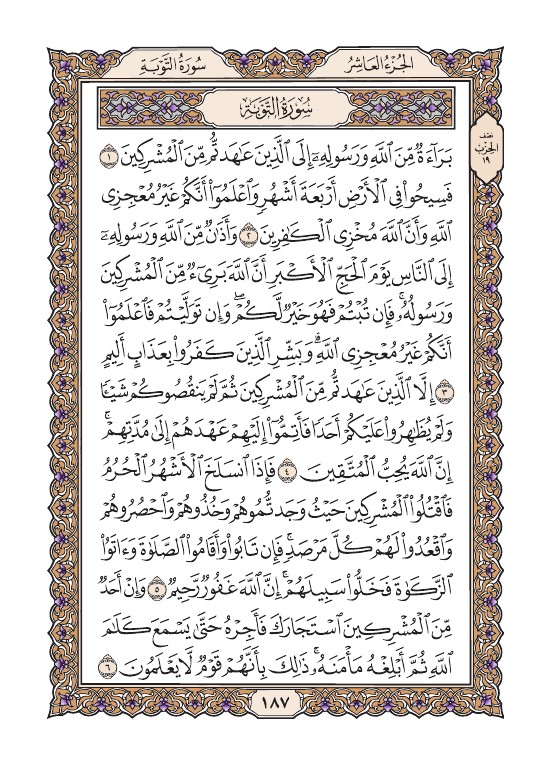 الجُزْءُ العَاشِرُ
سُورَةُ التَّوْبَةِ
نصف
الحزب
١٩
سُورَةُ التَّوْبَةِ
بَرَآءَةٌ مِّنَ ٱللَّهِ وَرَسُولِهِۦٓ إِلَى ٱلَّذِينَ عَٰهَدتُّم مِّنَ ٱلْمُشْرِكِينَ ١
فَسِيحُوا۟ فِى ٱلْأَرْضِ أَرْبَعَةَ أَشْهُرٍ وَٱعْلَمُوٓا۟ أَنَّكُمْ غَيْرُ مُعْجِزِى
ٱللَّهِ وَأَنَّ ٱللَّهَ مُخْزِى ٱلْكَٰفِرِينَ ٢ وَأَذَٰنٌ مِّنَ ٱللَّهِ وَرَسُولِهِۦٓ
إِلَى ٱلنَّاسِ يَوْمَ ٱلْحَجِّ ٱلْأَكْبَرِ أَنَّ ٱللَّهَ بَرِىٓءٌ مِّنَ ٱلْمُشْرِكِينَ
وَرَسُولُهُۥ ۚ فَإِن تُبْتُمْ فَهُوَ خَيْرٌ لَّكُمْ ۖ وَإِن تَوَلَّيْتُمْ فَٱعْلَمُوٓا۟
أَنَّكُمْ غَيْرُ مُعْجِزِى ٱللَّهِ ۗ وَبَشِّرِ ٱلَّذِينَ كَفَرُوا۟ بِعَذَابٍ أَلِيمٍ
٣ إِلَّا ٱلَّذِينَ عَٰهَدتُّم مِّنَ ٱلْمُشْرِكِينَ ثُمَّ لَمْ يَنقُصُوكُمْ شَيْـًٔا
وَلَمْ يُظَٰهِرُوا۟ عَلَيْكُمْ أَحَدًا فَأَتِمُّوٓا۟ إِلَيْهِمْ عَهْدَهُمْ إِلَىٰ مُدَّتِهِمْ ۚ
إِنَّ ٱللَّهَ يُحِبُّ ٱلْمُتَّقِينَ ٤ فَإِذَا ٱنسَلَخَ ٱلْأَشْهُرُ ٱلْحُرُمُ
فَٱقْتُلُوا۟ ٱلْمُشْرِكِينَ حَيْثُ وَجَدتُّمُوهُمْ وَخُذُوهُمْ وَٱحْصُرُوهُمْ
وَٱقْعُدُوا۟ لَهُمْ كُلَّ مَرْصَدٍ ۚ فَإِن تَابُوا۟ وَأَقَامُوا۟ ٱلصَّلَوٰةَ وَءَاتَوُا۟
ٱلزَّكَوٰةَ فَخَلُّوا۟ سَبِيلَهُمْ ۚ إِنَّ ٱللَّهَ غَفُورٌ رَّحِيمٌ ٥ وَإِنْ أَحَدٌ
مِّنَ ٱلْمُشْرِكِينَ ٱسْتَجَارَكَ فَأَجِرْهُ حَتَّىٰ يَسْمَعَ كَلَٰمَ
ٱللَّهِ ثُمَّ أَبْلِغْهُ مَأْمَنَهُۥ ۚ ذَٰلِكَ بِأَنَّهُمْ قَوْمٌ لَّا يَعْلَمُونَ ٦
١٨٧